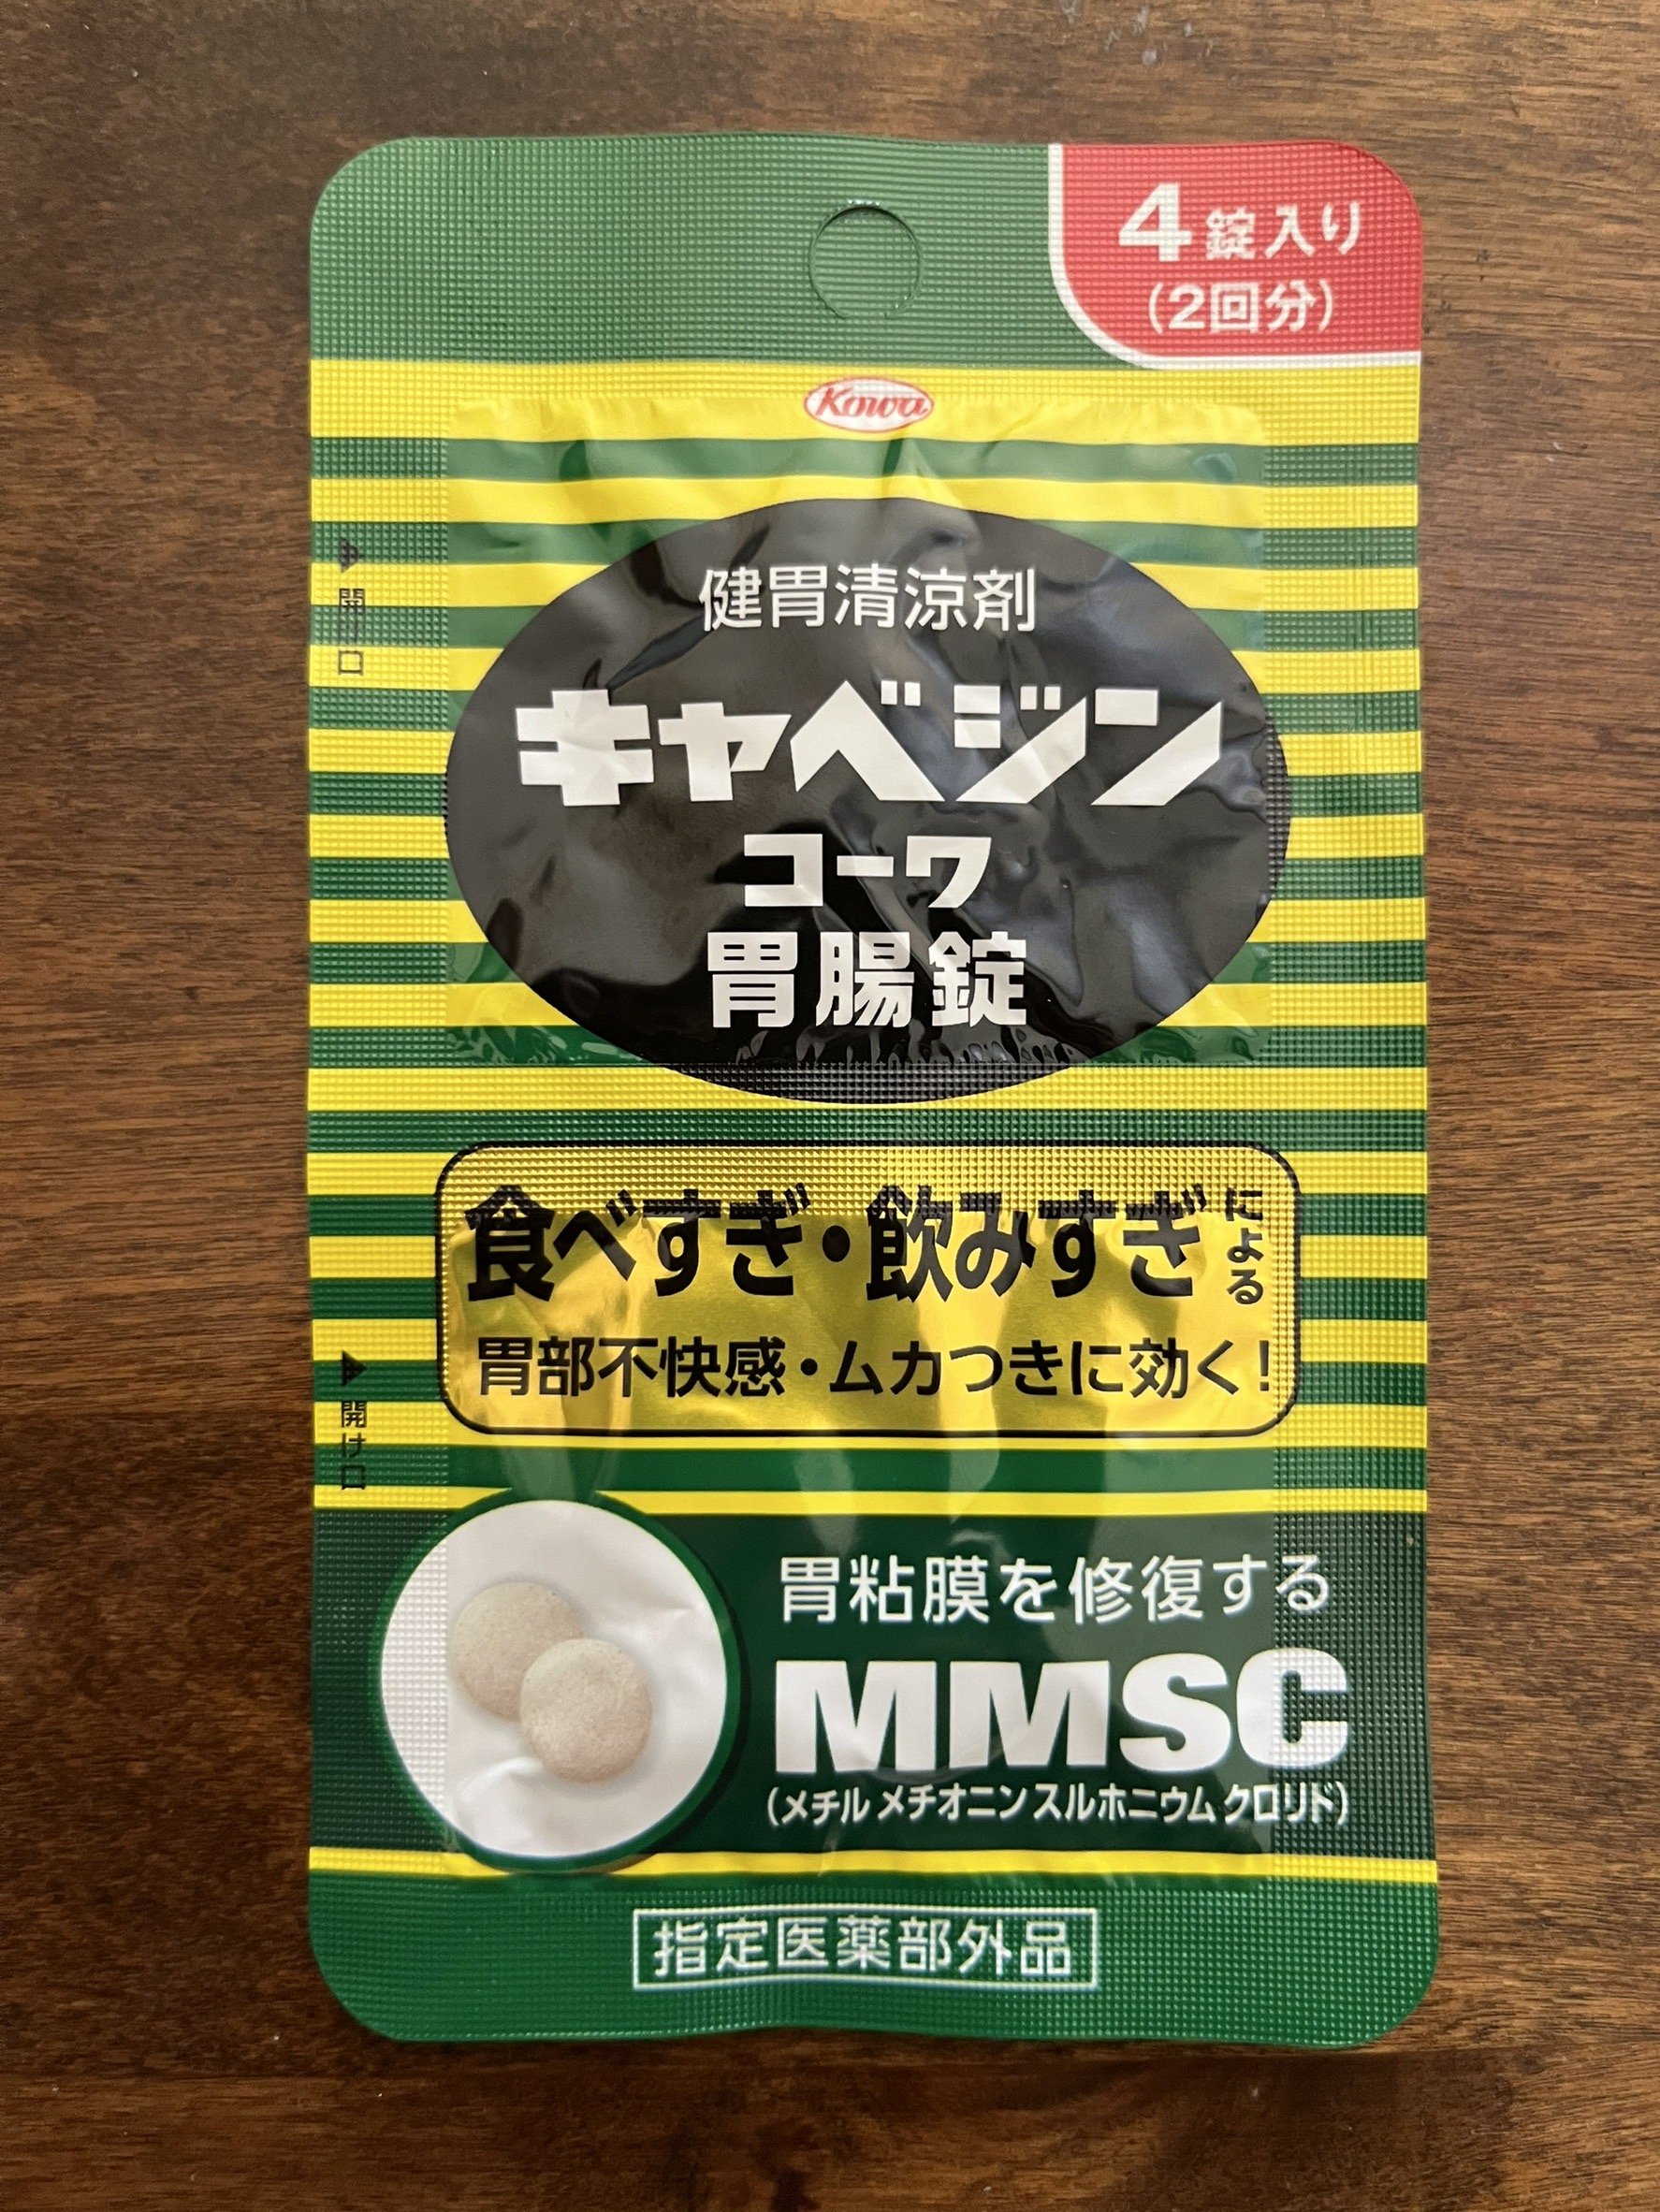 4錠入り
(2回分)
Kowa
健胃清涼剤
キャベジン
コーワ
胃腸錠
▶開け口
食べすぎ・飲みすぎによる
胃部不快感・ムカつきに効く!
▶開け口
胃粘膜を修復する
MMSC
(メチルメチオニンスルホニウムクロリド)
指定医薬部外品